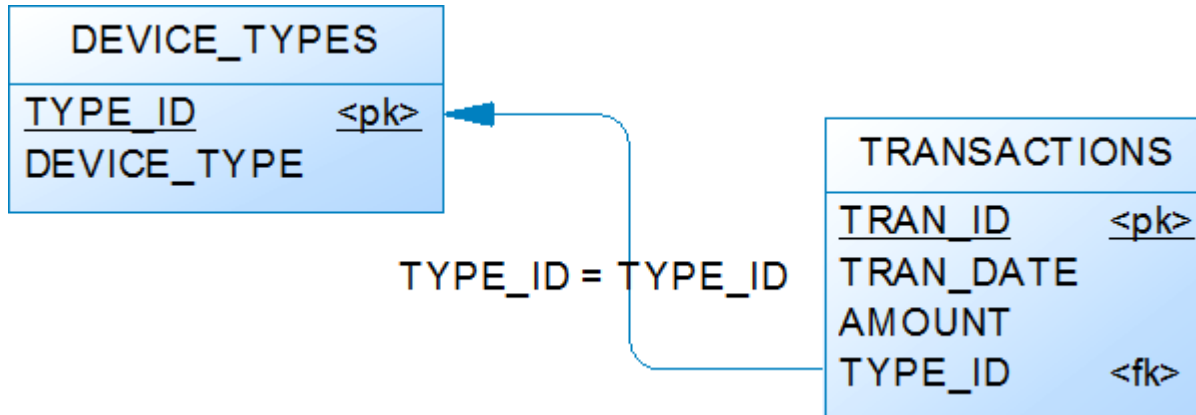 DEVICE_TYPES
TYPE_ID <pk>
DEVICE_TYPE
TYPE_ID = TYPE_ID
TRANSACTIONS
TRAN_ID <pk>
TRAN_DATE
AMOUNT
TYPE_ID <fk>